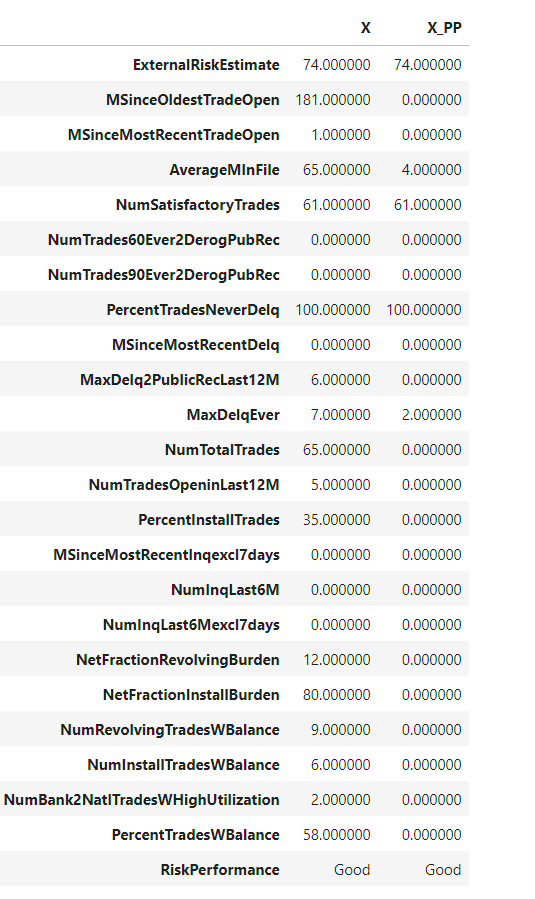 X X_PP
ExternalRiskEstimate 74.000000 74.000000
MSinceOldestTradeOpen 181.000000 0.000000
MSinceMostRecentTradeOpen 1.000000 0.000000
AverageMInFile 65.000000 4.000000
NumSatisfactoryTrades 61.000000 61.000000
NumTrades60Ever2DerogPubRec 0.000000 0.000000
NumTrades90Ever2DerogPubRec 0.000000 0.000000
PercentTradesNeverDelq 100.000000 100.000000
MSinceMostRecentDelq 0.000000 0.000000
MaxDelq2PublicRecLast12M 6.000000 0.000000
MaxDelqEver 7.000000 2.000000
NumTotalTrades 65.000000 0.000000
NumTradesOpeninLast12M 5.000000 0.000000
PercentInstallTrades 35.000000 0.000000
MSinceMostRecentInqexcl7days 0.000000 0.000000
NumInqLast6M 0.000000 0.000000
NumInqLast6Mexcl7days 0.000000 0.000000
NetFractionRevolvingBurden 12.000000 0.000000
NetFractionInstallBurden 80.000000 0.000000
NumRevolvingTradesWBalance 9.000000 0.000000
NumInstallTradesWBalance 6.000000 0.000000
NumBank2NatlTradesWHighUtilization 2.000000 0.000000
PercentTradesWBalance 58.000000 0.000000
RiskPerformance Good Good